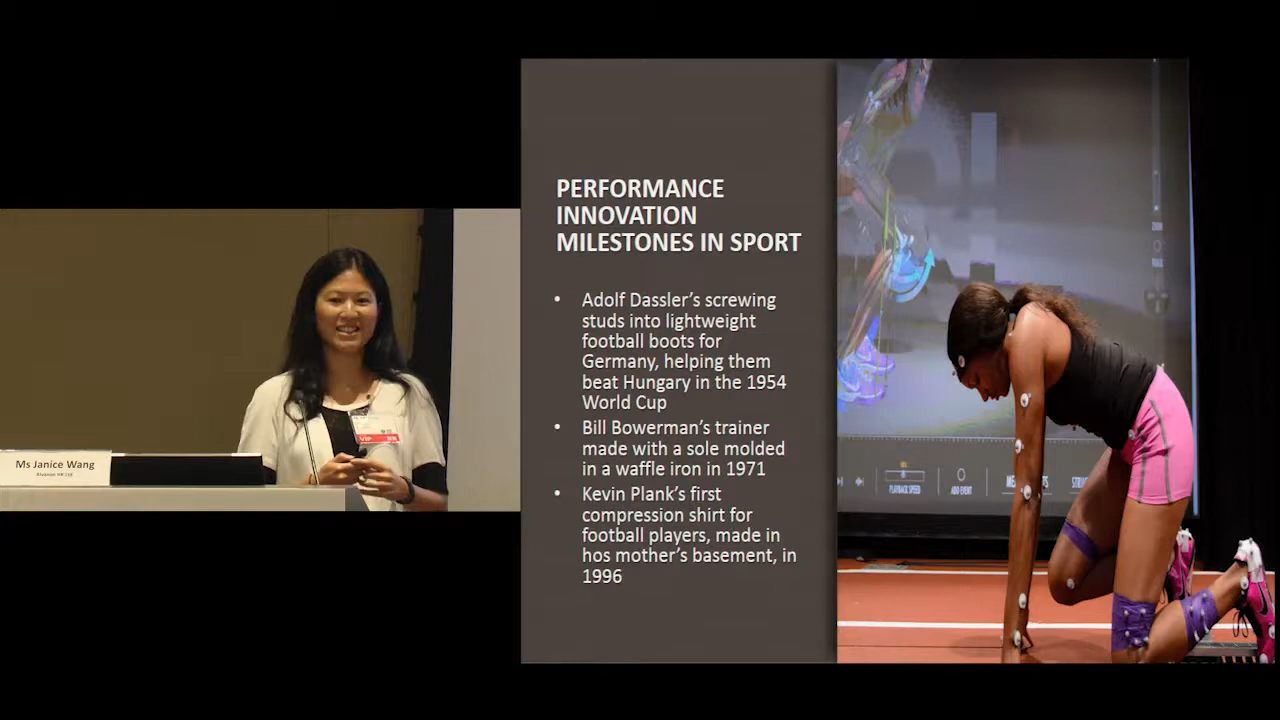 PERFORMANCE
INNOVATION
MILESTONES IN SPORT
• Adolf Dassler's screwing
studs into lightweight
football boots for
Germany, helping them
beat Hungary in the 1954
World Cup
• Bill Bowerman's trainer
made with a sole molded
in a waffle iron in 1971
• Kevin Plank's first
compression shirt for
football players, made in
hos mother's basement, in
1996
Ms Janice Wang
VIP
PLAYBACK SPEED
ADD EVENT
ZOOM